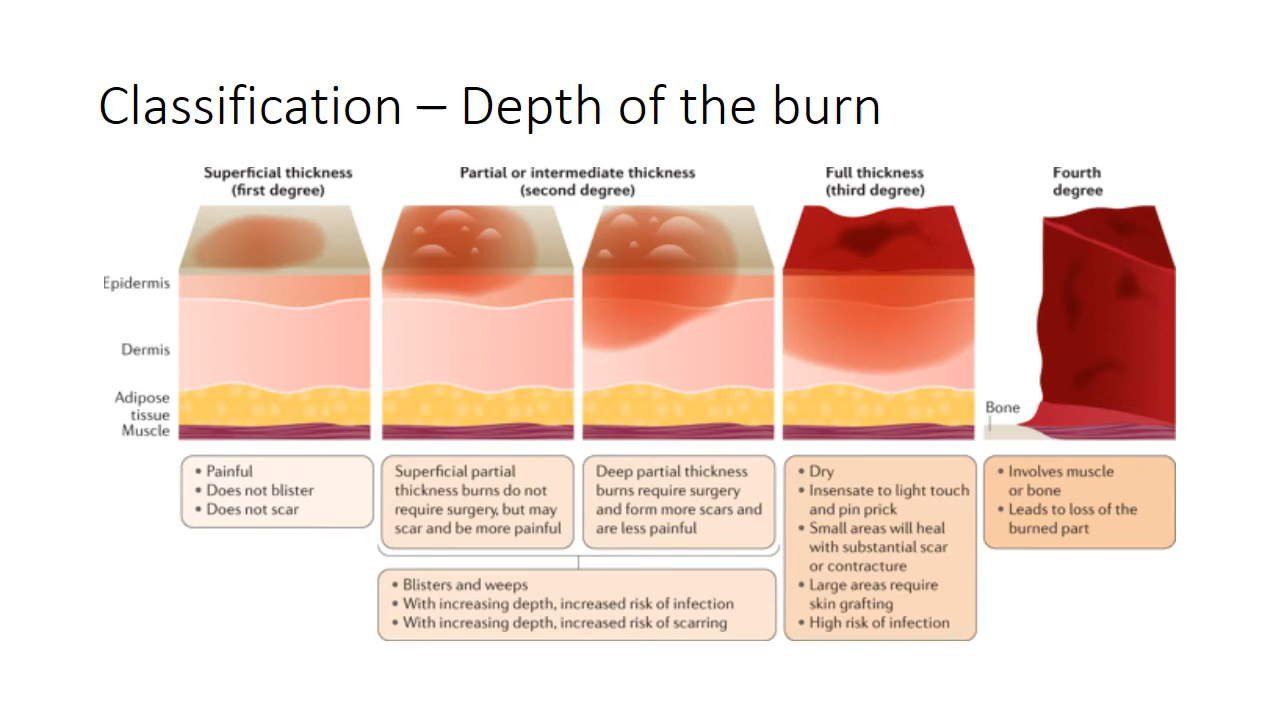 Classification – Depth of the burn
Superficial thickness
(first degree)
Partial or intermediate thickness
(second degree)
Full thickness
(third degree)
Fourth
degree
Epidermis
Dermis
Adipose
tissue
Muscle
Bone
• Painful
• Does not blister
• Does not scar
Superficial partial
thickness burns do not
require surgery, but may
scar and be more painful
Deep partial thickness
burns require surgery
and form more scars and
are less painful
• Blisters and weeps
• With increasing depth, increased risk of infection
• With increasing depth, increased risk of scarring
• Dry
• Insensate to light touch
and pin prick
• Small areas will heal
with substantial scar
or contracture
• Large areas require
skin grafting
• High risk of infection
• Involves muscle
or bone
• Leads to loss of the
burned part